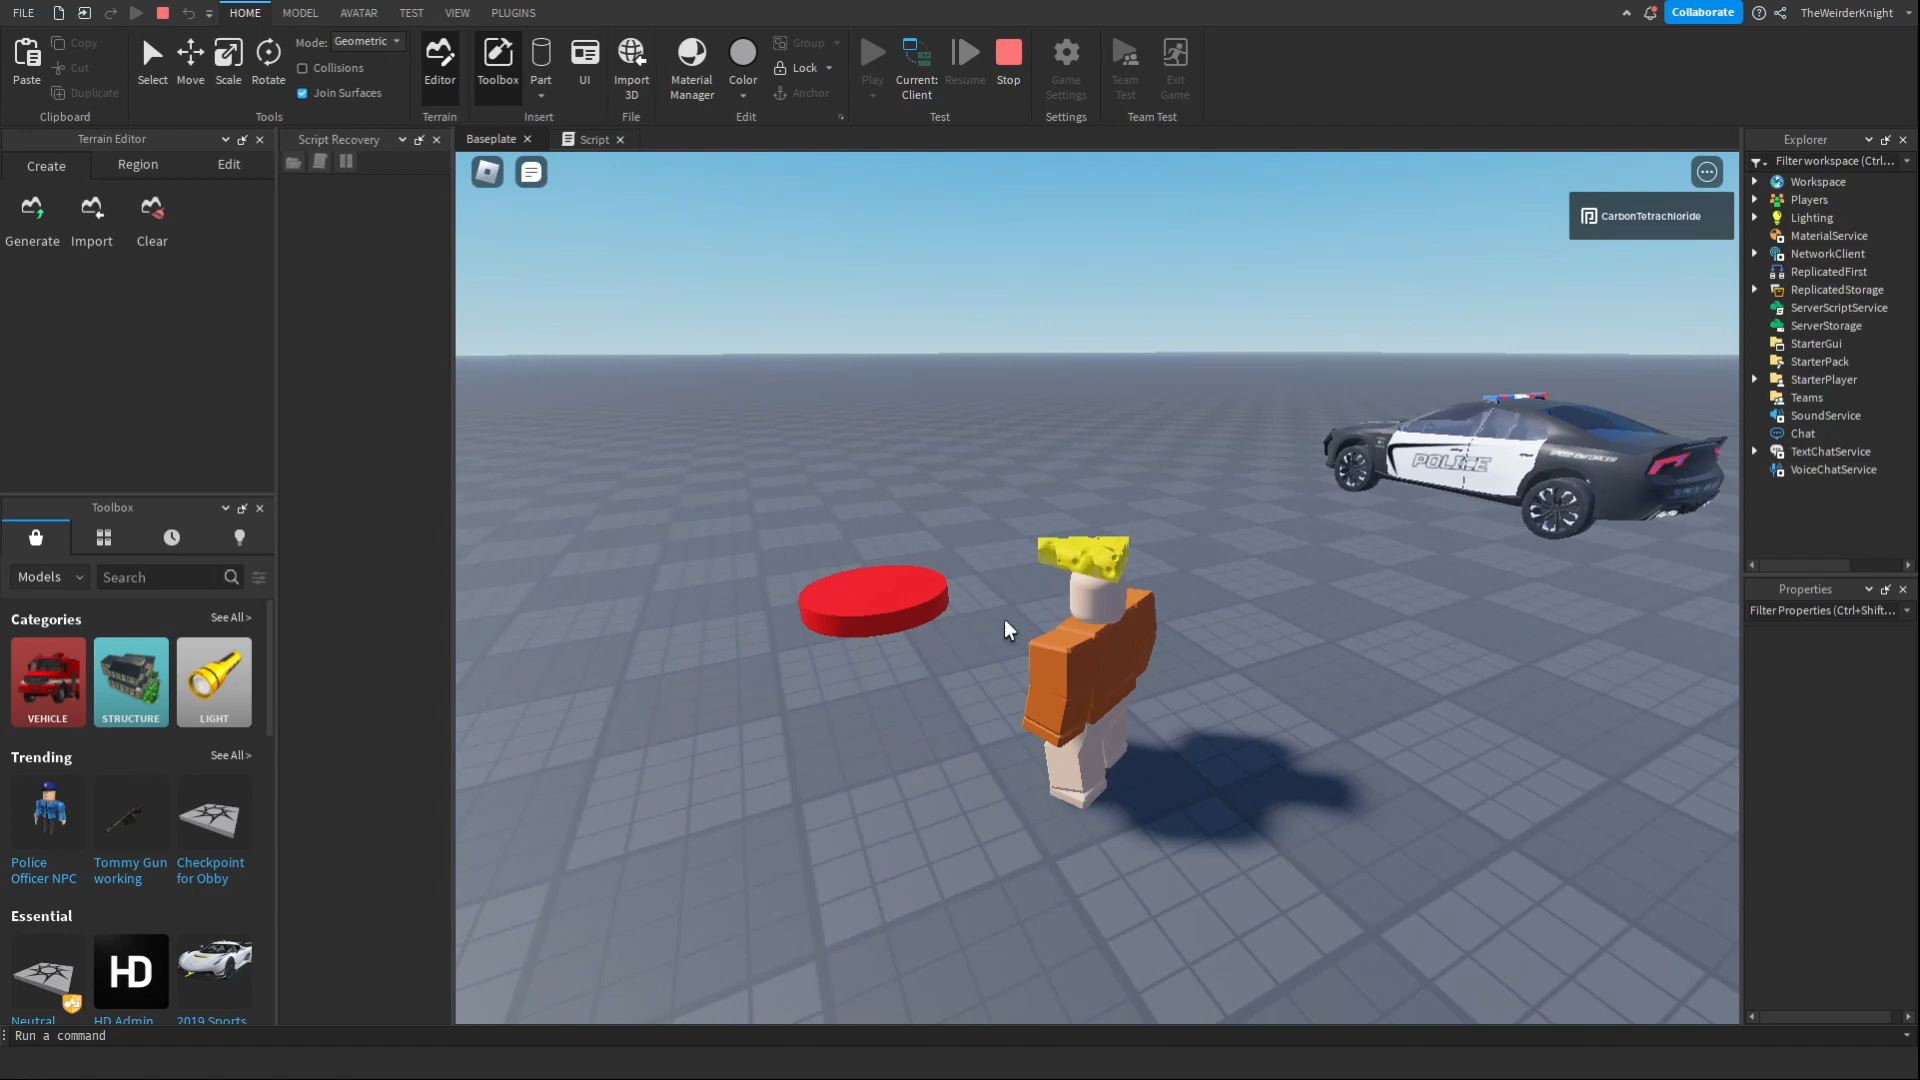 FILE
HOME
MODEL
AVATAR
TEST
VIEW
PLUGINS
Collaborate
TheWeirderKnight
Paste
Copy
Cut
Duplicate
Clipboard
Select
Move
Scale
Rotate
Mode: Geometric
Collisions
Join Surfaces
Tools
Editor
Terrain
Toolbox
Part
UI
Insert
Import
3D
File
Material
Manager
Color
Group
Lock
Anchor
Edit
Play
Current:
Client
Resume
Stop
Test
Game
Settings
Settings
Team
Test
Exit
Game
Team Test
Terrain Editor
Create
Region
Edit
Generate
Import
Clear
Script Recovery
Baseplate
Script
CarbonTetrachloride
POLICE
Explorer
Filter workspace (Ctrl...
Workspace
Players
Lighting
MaterialService
NetworkClient
ReplicatedFirst
ReplicatedStorage
ServerScriptService
ServerStorage
StarterGui
StarterPack
StarterPlayer
Teams
SoundService
Chat
TextChatService
VoiceChatService
Properties
Filter Properties (Ctrl+Shift...
Toolbox
Models
Search
Categories
See All >
VEHICLE
STRUCTURE
LIGHT
Trending
See All >
Police
Officer NPC
Tommy Gun
working
Checkpoint
for Obby
Essential
HD
Neutral
HD Admin
2019 Sports
Run a command